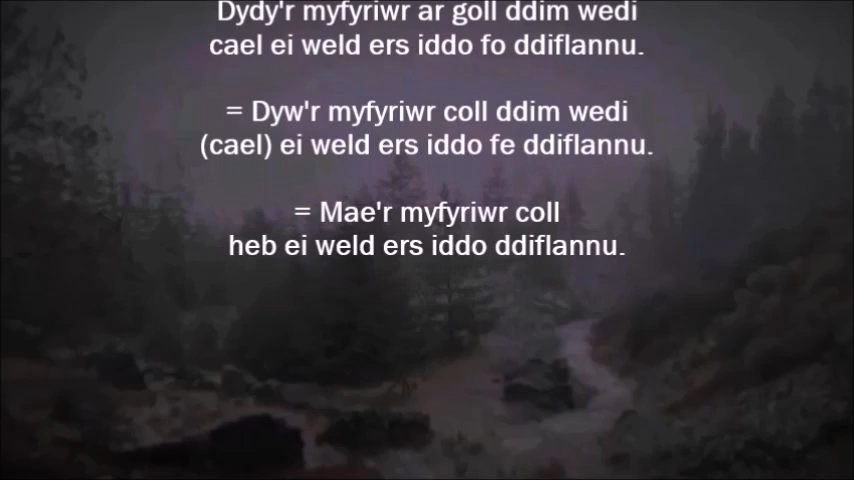 Dydy'r myfyriwr ar goll ddim wedi
cael ei weld ers iddo fo ddiflannu.
= Dyw'r myfyriwr coll ddim wedi
(cael) ei weld ers iddo fe ddiflannu.
= Mae'r myfyriwr coll
heb ei weld ers iddo ddiflannu.